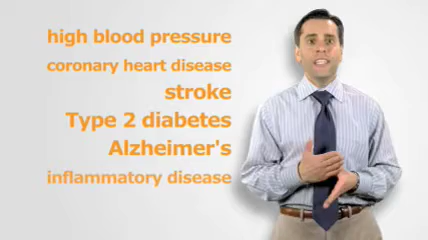 high blood pressure
coronary heart disease
stroke
Type 2 diabetes
Alzheimer's
inflammatory disease